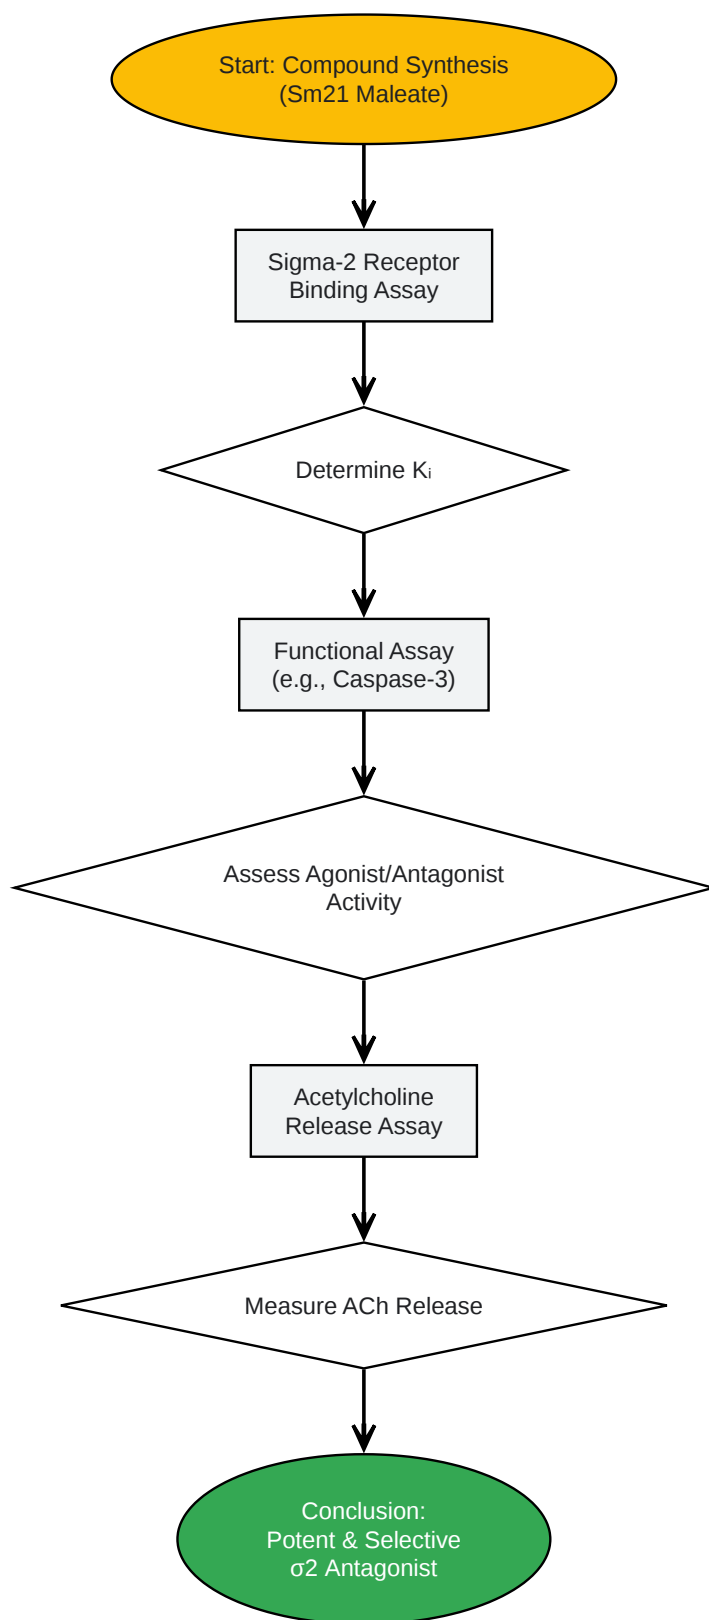 Start: Compound Synthesis
(Sm21 Maleate)
Sigma-2 Receptor
Binding Assay
Determine Kᵢ
Functional Assay
(e.g., Caspase-3)
Assess Agonist/Antagonist
Activity
Acetylcholine
Release Assay
Measure ACh Release
Conclusion:
Potent & Selective
σ2 Antagonist